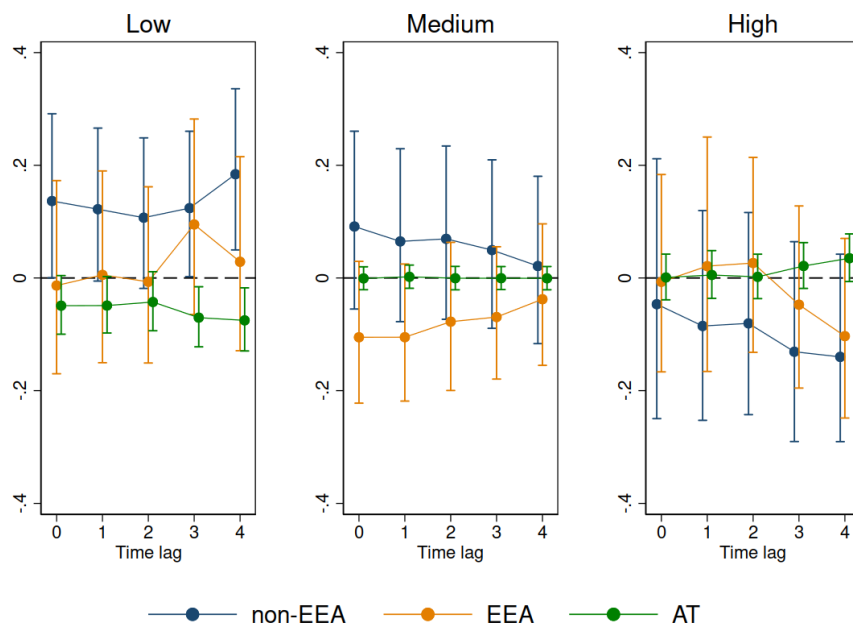 Low Medium High
.4 .4 .4
.2 .2 .2
0 0 0
-.2 -.2 -.2
-.4 -.4 -.4
0 1 2 3 4 0 1 2 3 4 0 1 2 3 4
Time lag Time lag Time lag
non-EEA EEA AT